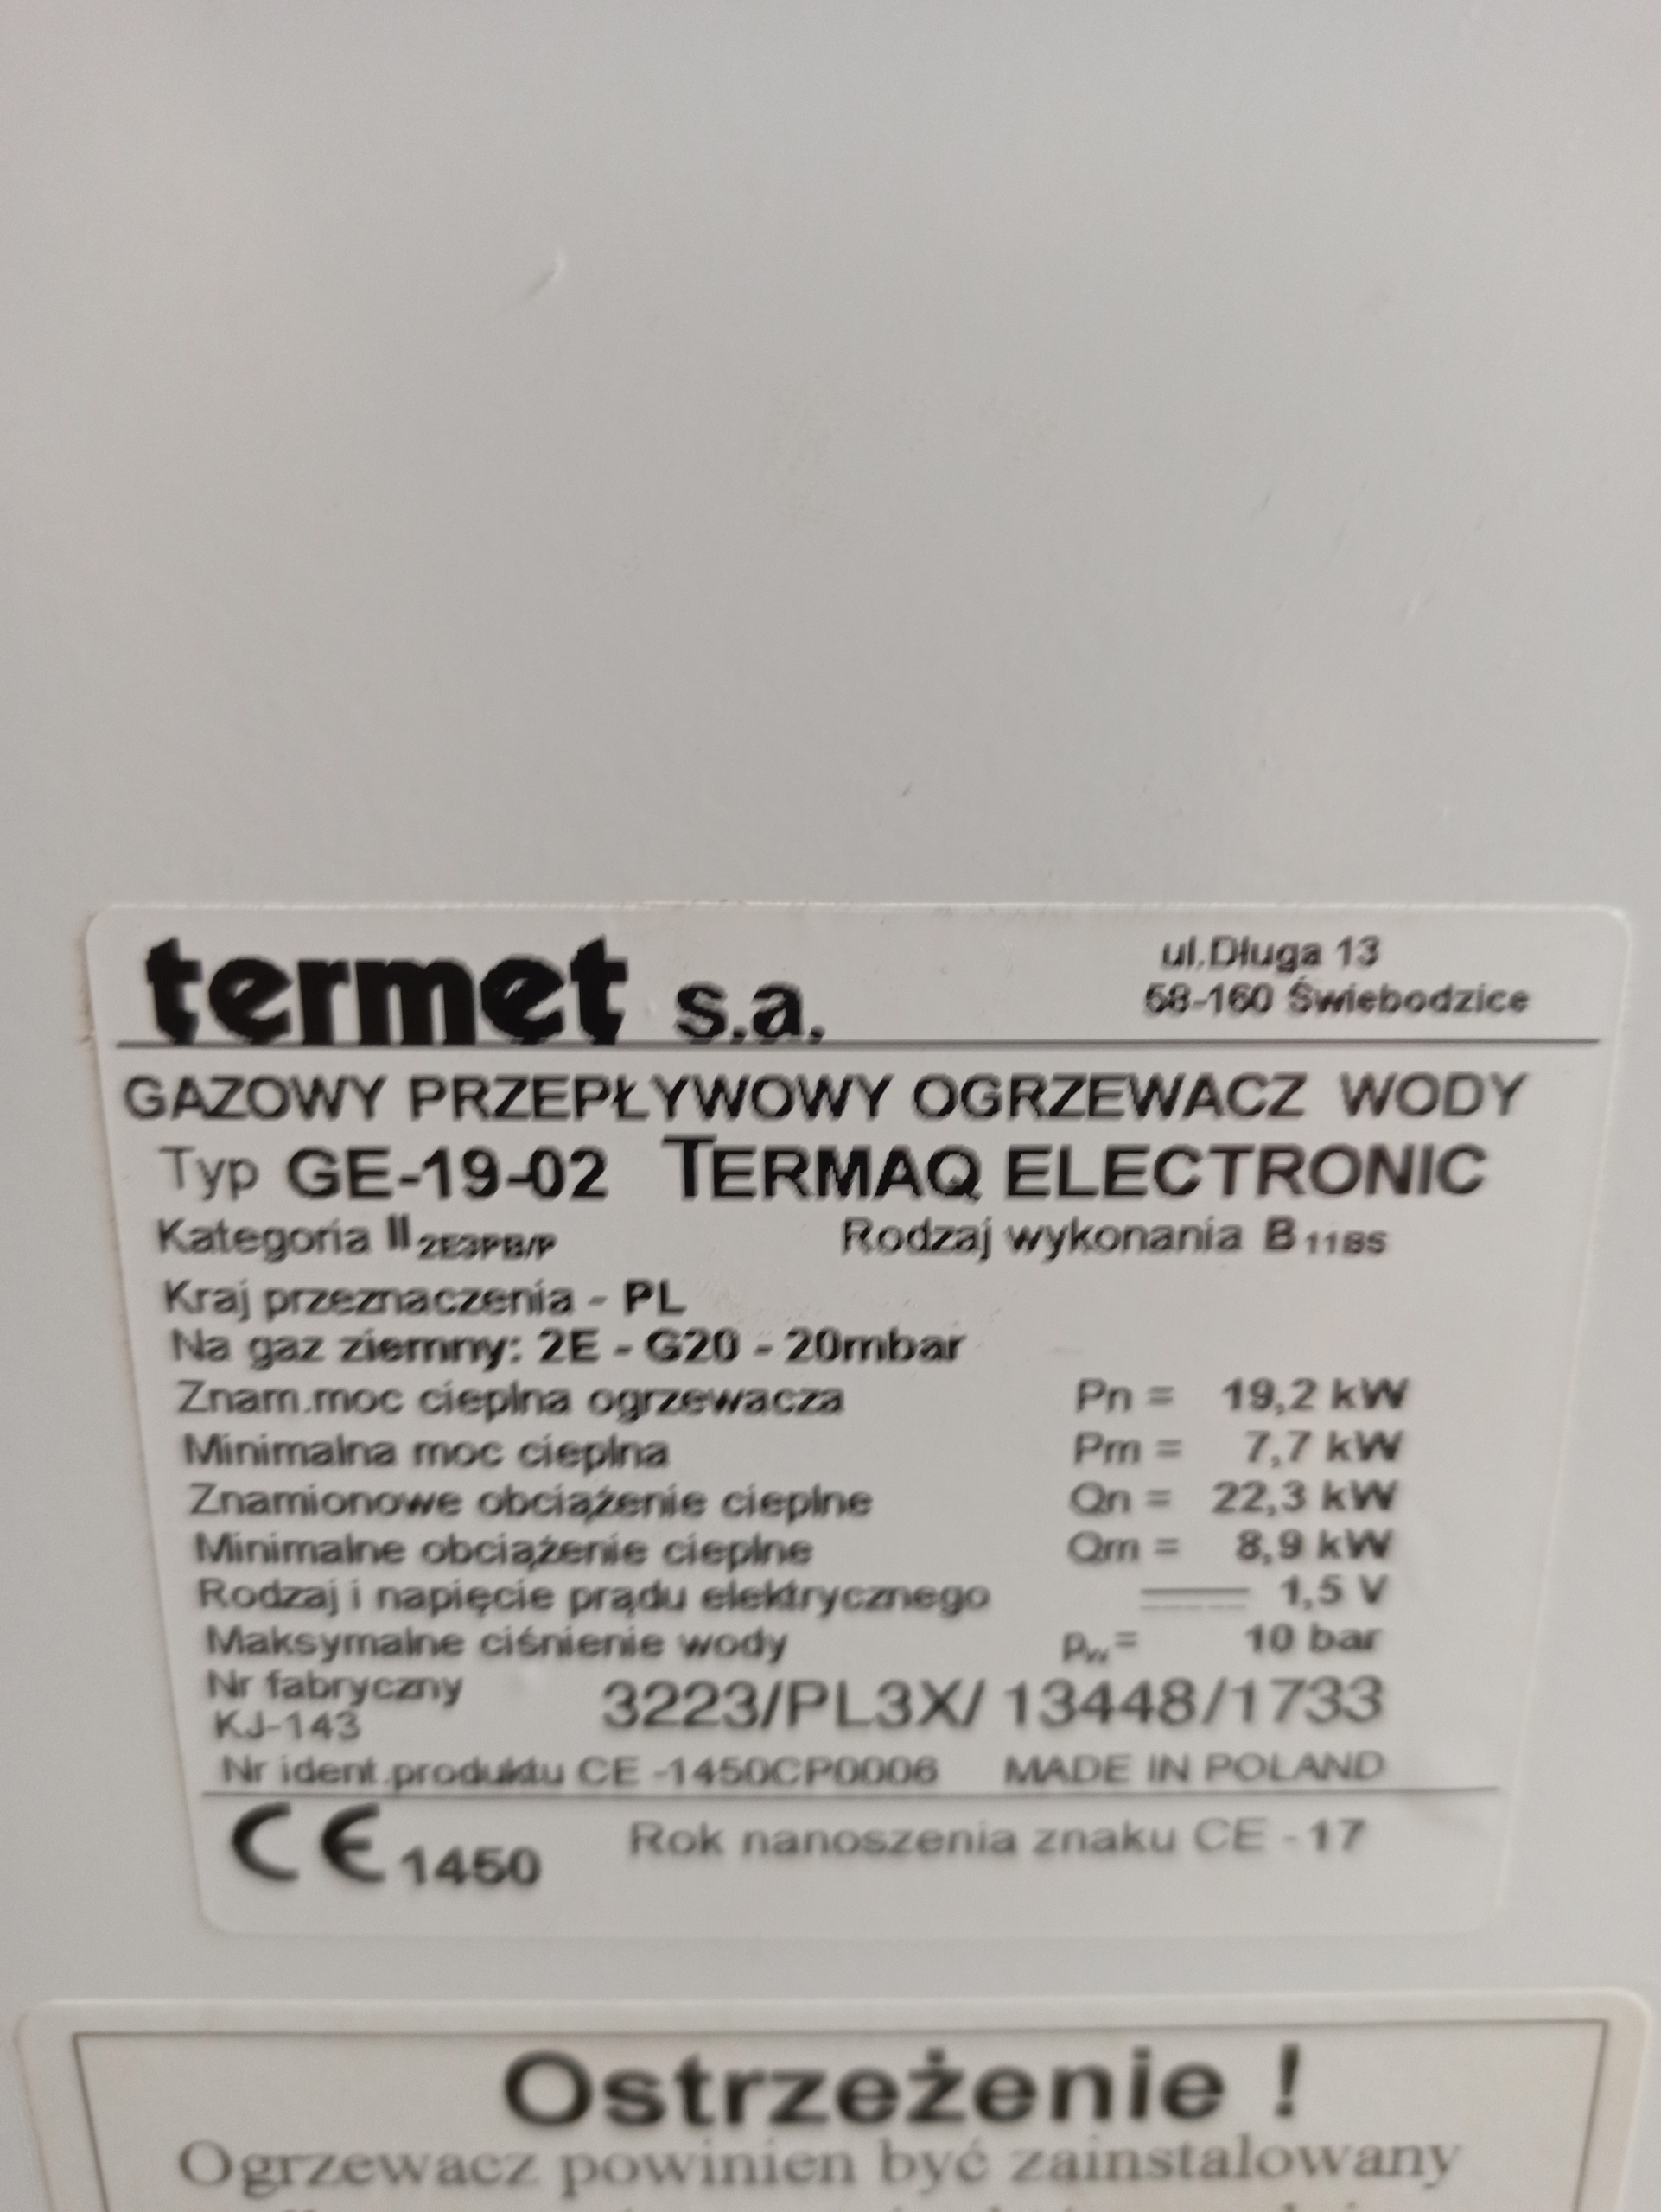 termet s.a.
ul.Długa 13
58-160 Świebodzice
GAZOWY PRZEPŁYWOWY OGRZEWACZ WODY
Typ GE-19-02 TERMAQ ELECTRONIC
Kategoria II 2E3PB/P Rodzaj wykonania B 11BS
Kraj przeznaczenia - PL
Na gaz ziemny: 2E - G20 - 20mbar
Znam.moc cieplna ogrzewacza Pn = 19,2 kW
Minimalna moc cieplna Pm = 7,7 kW
Znamionowe obciążenie cieplne Qn = 22,3 kW
Minimalne obciążenie cieplne Qm = 8,9 kW
Rodzaj i napięcie prądu elektrycznego 1,5 V
Maksymalne ciśnienie wody pw= 10 bar
Nr fabryczny 3223/PL3X/ 13448/1733
KJ-143
Nr ident.produktu CE -1450CP0006 MADE IN POLAND
CE 1450 Rok nanoszenia znaku CE - 17
Ostrzeżenie !
Ogrzewacz powinien być zainstalowany